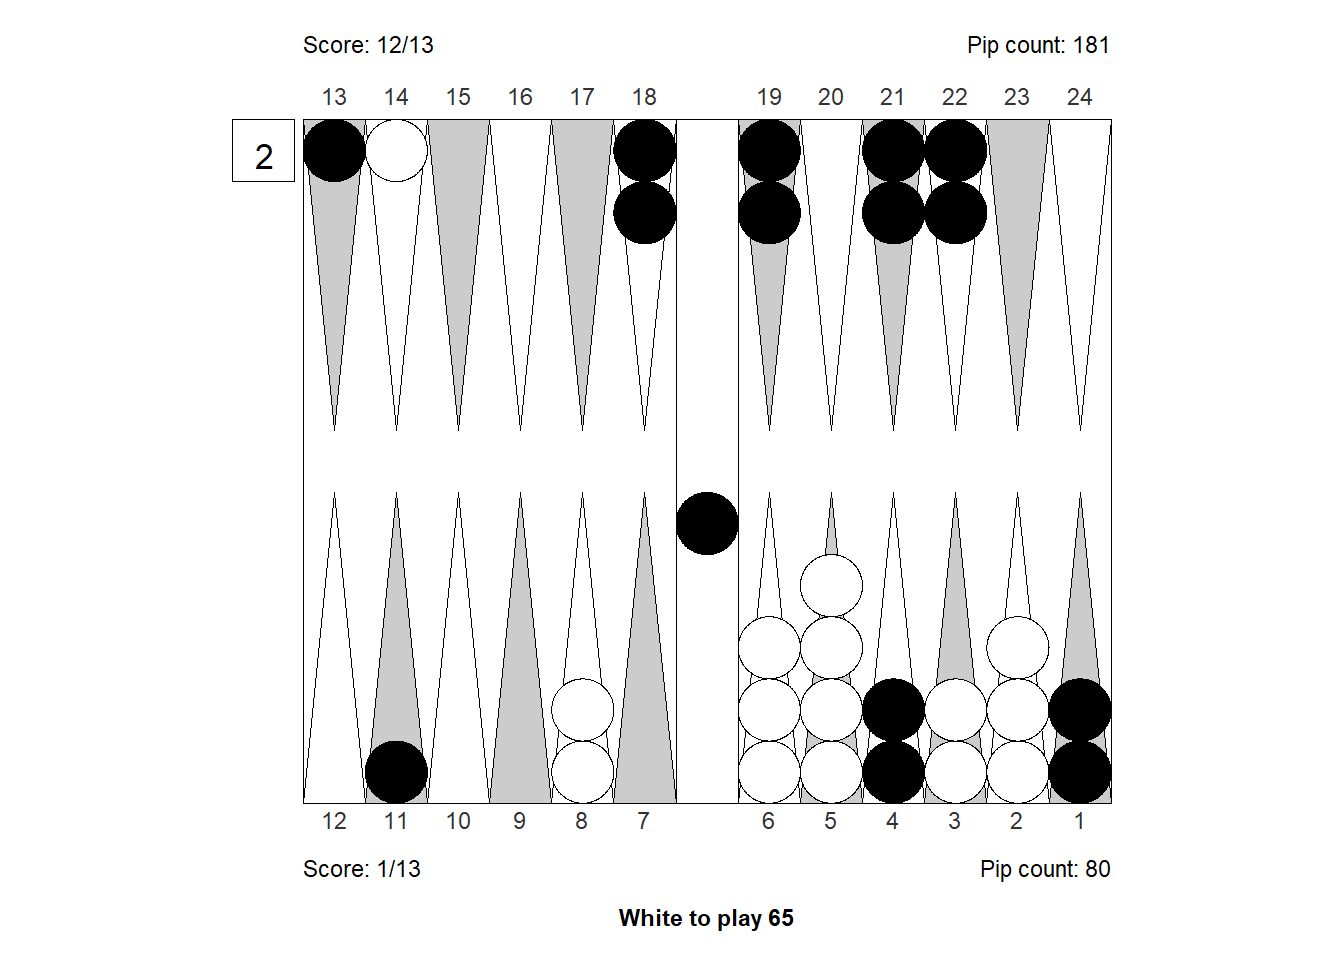 Score: 12/13 Pip count: 181
13 14 15 16 17 18 19 20 21 22 23 24
2
12 11 10 9 8 7 6 5 4 3 2 1
Score: 1/13 Pip count: 80
White to play 65